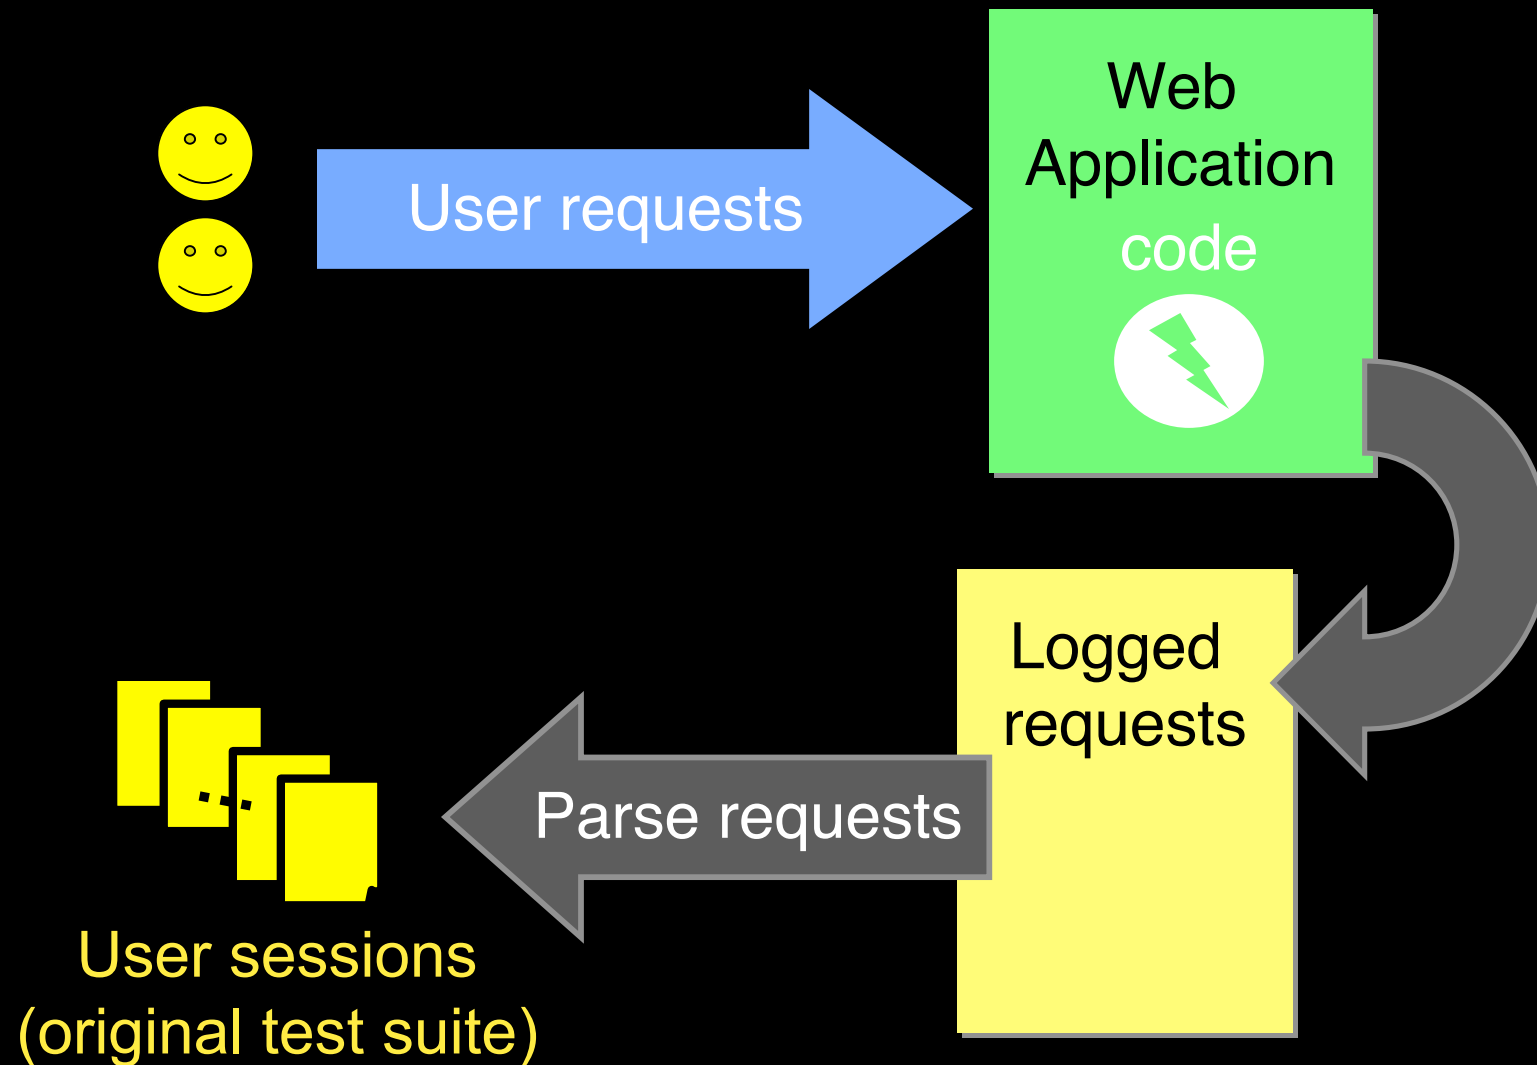 Web
Application
code
User requests
Logged
requests
Parse requests
User sessions
(original test suite)